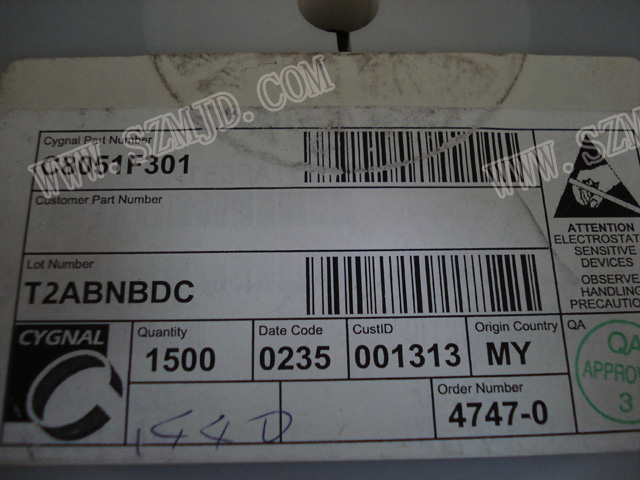 WWW.SZMJD.COM
WWW.SZM
Cygnal Part Number
C8051F301
Customer Part Number
Lot Number
T2ABNBDC
ATTENTION
ELECTROSTAT
SENSITIVE
DEVICES
OBSERVE
HANDLING
PRECAUTIO
CYGNAL
Quantity
1500
Date Code
0235
CustID
001313
Origin Country
MY
QA
QA
APPROV
3
Order Number
4747-0